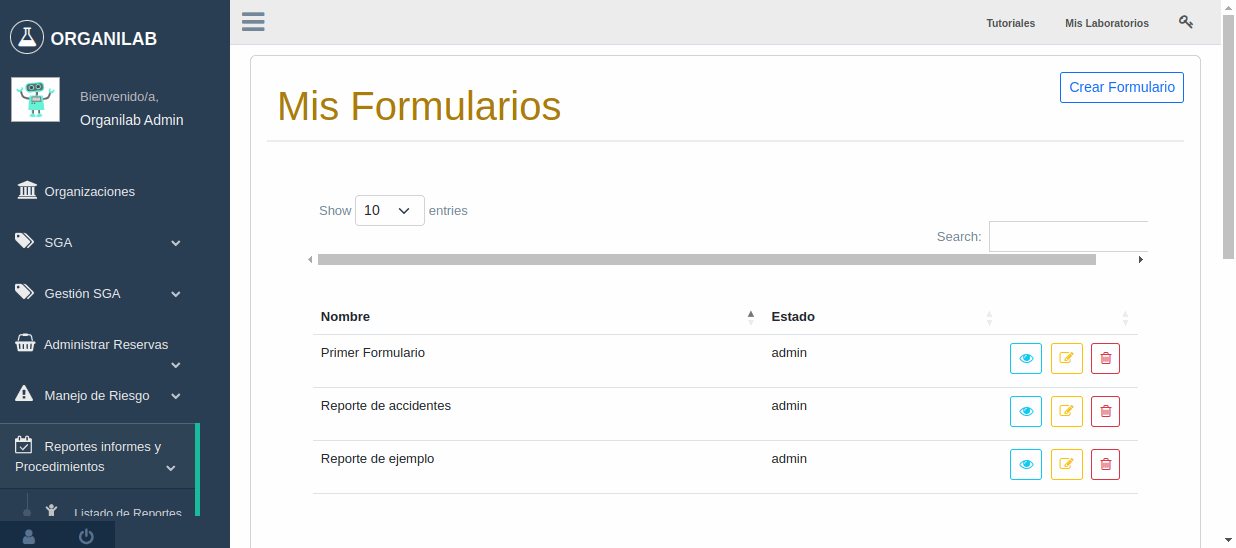 ORGANILAB
Bienvenido/a,
Organilab Admin
Organizaciones
SGA
Gestión SGA
Administrar Reservas
Manejo de Riesgo
Reportes informes y
Procedimientos
Listado de Reportes
Tutoriales
Mis Laboratorios
Mis Formularios
Crear Formulario
Show 10 entries
Search:
Nombre Estado
Primer Formulario admin
Reporte de accidentes admin
Reporte de ejemplo admin